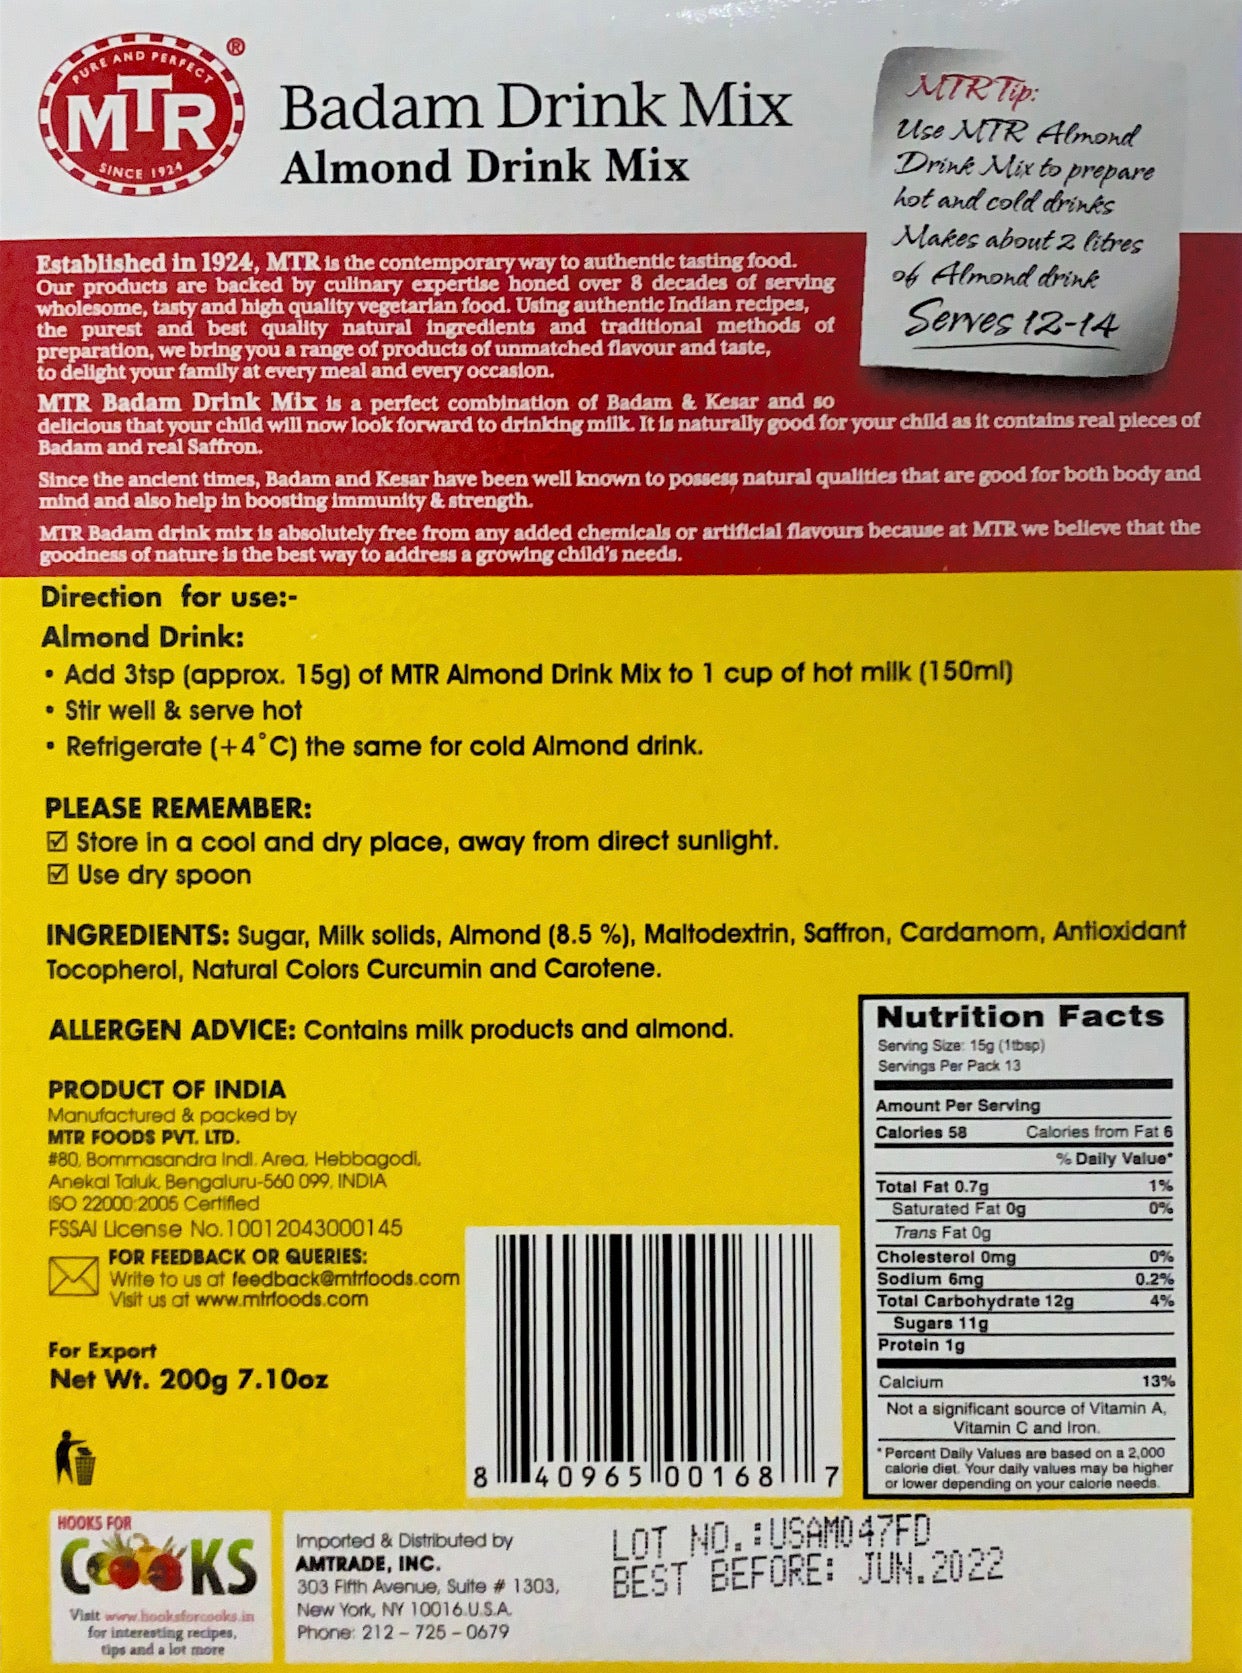 PURE AND PERFECT
MTR
SINCE 1924
®
Badam Drink Mix
Almond Drink Mix
MTR Tip:
Use MTR Almond
Drink Mix to prepare
hot and cold drinks
Makes about 2 litres
of Almond drink
Serves 12-14
Established in 1924, MTR is the contemporary way to authentic tasting food.
Our products are backed by culinary expertise honed over 8 decades of serving
wholesome, tasty and high quality vegetarian food. Using authentic Indian recipes,
the purest and best quality natural ingredients and traditional methods of
preparation, we bring you a range of products of unmatched flavour and taste,
to delight your family at every meal and every occasion.
MTR Badam Drink Mix is a perfect combination of Badam & Kesar and so
delicious that your child will now look forward to drinking milk. It is naturally good for your child as it contains real pieces of
Badam and real Saffron.
Since the ancient times, Badam and Kesar have been well known to possess natural qualities that are good for both body and
mind and also help in boosting immunity & strength.
MTR Badam drink mix is absolutely free from any added chemicals or artificial flavours because at MTR we believe that the
goodness of nature is the best way to address a growing child's needs.
Direction for use:-
Almond Drink:
• Add 3tsp (approx. 15g) of MTR Almond Drink Mix to 1 cup of hot milk (150ml)
• Stir well & serve hot
• Refrigerate (+4°C) the same for cold Almond drink.
PLEASE REMEMBER:
☑ Store in a cool and dry place, away from direct sunlight.
☑ Use dry spoon
INGREDIENTS: Sugar, Milk solids, Almond (8.5 %), Maltodextrin, Saffron, Cardamom, Antioxidant
Tocopherol, Natural Colors Curcumin and Carotene.
ALLERGEN ADVICE: Contains milk products and almond.
PRODUCT OF INDIA
Manufactured & packed by
MTR FOODS PVT. LTD.
#80, Bommasandra Indl. Area, Hebbagodi,
Anekal Taluk, Bengaluru-560 099, INDIA
ISO 22000:2005 Certified
FSSAI License No.10012043000145
FOR FEEDBACK OR QUERIES:
Write to us at feedback@mtrfoods.com
Visit us at www.mtrfoods.com
For Export
Net Wt. 200g 7.10oz
8 40965 00168 7
Nutrition Facts
Serving Size: 15g (1tbsp)
Servings Per Pack 13
Amount Per Serving
Calories 58 Calories from Fat 6
% Daily Value*
Total Fat 0.7g 1%
Saturated Fat 0g 0%
Trans Fat 0g
Cholesterol 0mg 0%
Sodium 6mg 0.2%
Total Carbohydrate 12g 4%
Sugars 11g
Protein 1g
Calcium 13%
Not a significant source of Vitamin A,
Vitamin C and Iron.
*Percent Daily Values are based on a 2,000
calorie diet. Your daily values may be higher
or lower depending on your calorie needs.
HOOKS FOR
COOKS
Visit www.hooksforcooks.in
for interesting recipes,
tips and a lot more
Imported & Distributed by
AMTRADE, INC.
303 Fifth Avenue, Suite # 1303,
New York, NY 10016.U.S.A.
Phone: 212 – 725 – 0679
LOT NO.:USAM047FD
BEST BEFORE: JUN.2022